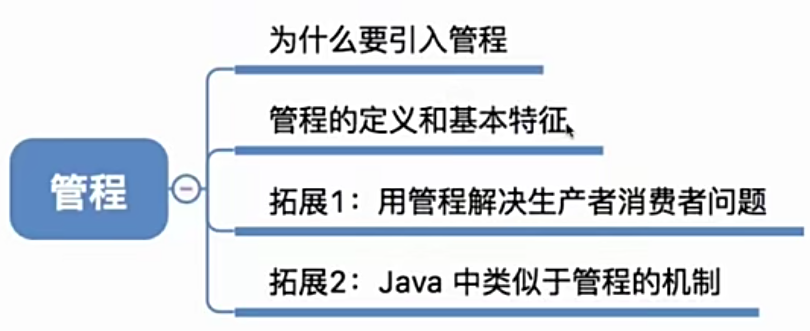 为什么要引入管程
管程的定义和基本特征
管程
拓展1：用管程解决生产者消费者问题
拓展2：Java 中类似于管程的机制